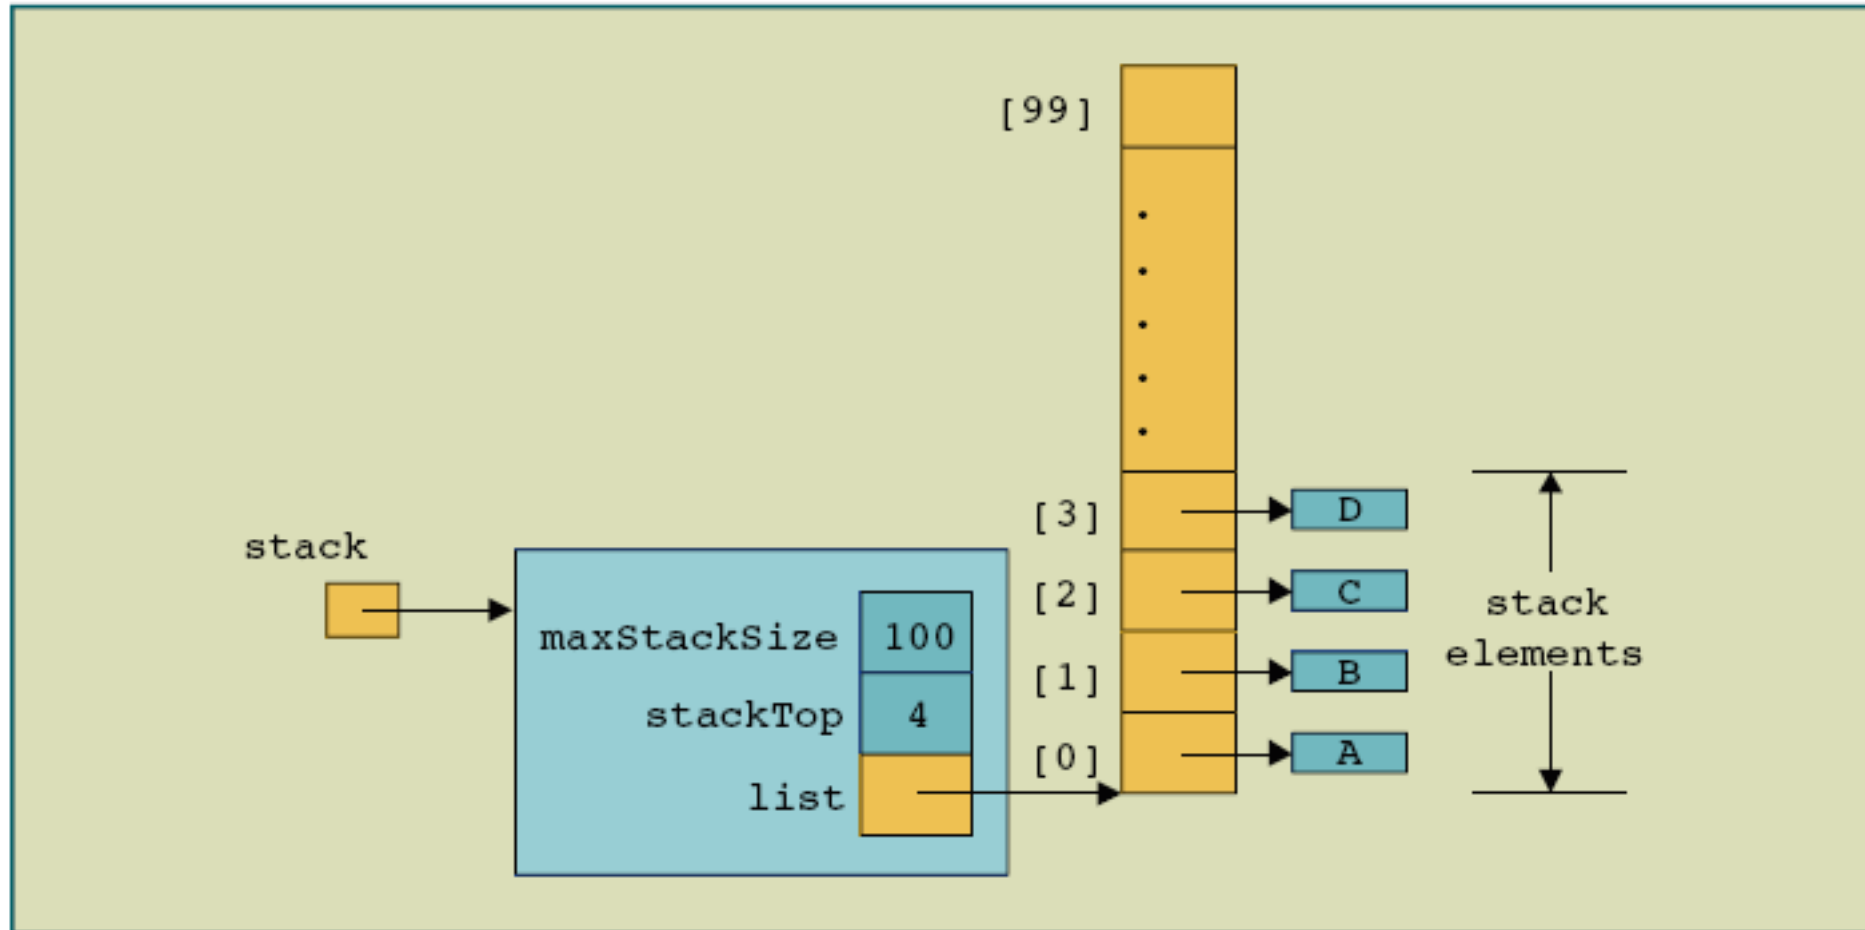 [99]
[3] D
stack
[2] C
stack
maxStackSize 100
elements
[1] B
stackTop 4
[0] A
list